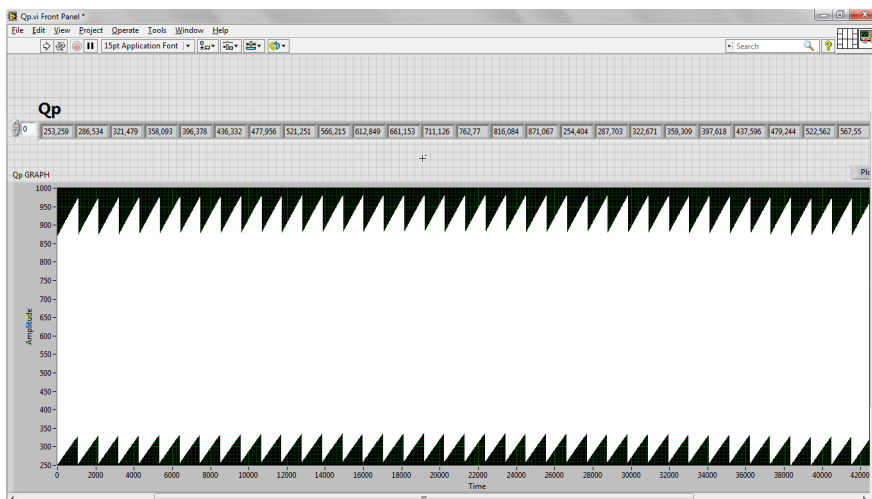 Qp.vi Front Panel *
File Edit View Project Operate Tools Window Help
15pt Application Font
Search
?
Qp
0 253,259 286,534 321,479 358,093 396,378 436,332 477,956 521,251 566,215 612,849 661,153 711,126 762,77 816,084 871,067 254,404 287,703 322,671 359,309 397,618 437,596 479,244 522,562 567,55
Qp GRAPH
1000
950
900
850
800
750
700
650
600
550
500
450
400
350
300
250
Amplitude
0 2000 4000 6000 8000 10000 12000 14000 16000 18000 20000 22000 24000 26000 28000 30000 32000 34000 36000 38000 40000 42000
Time